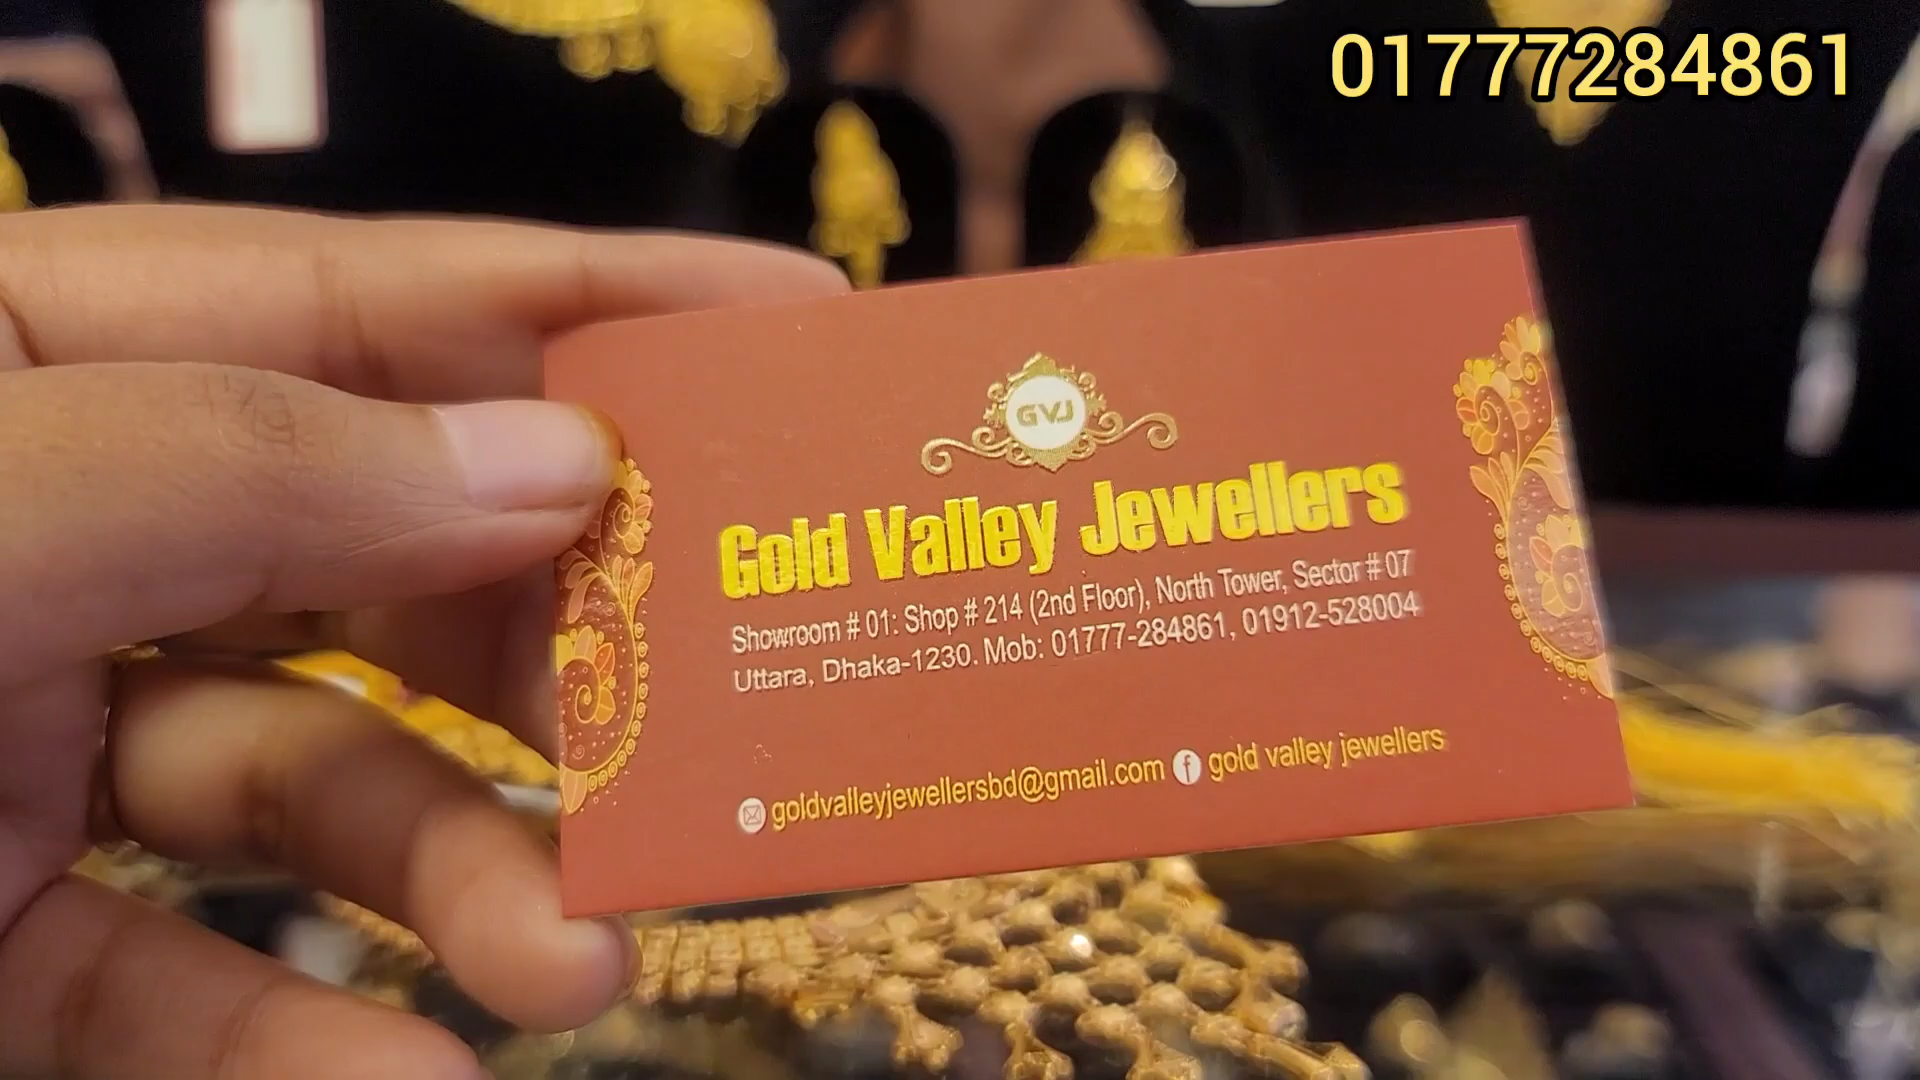 01777284861
GVJ
Gold Valley Jewellers
Showroom # 01: Shop # 214 (2nd Floor), North Tower, Sector # 07
Uttara, Dhaka-1230. Mob: 01777-284861, 01912-528004
goldvalleyjewellersbd@gmail.com f gold valley jewellers